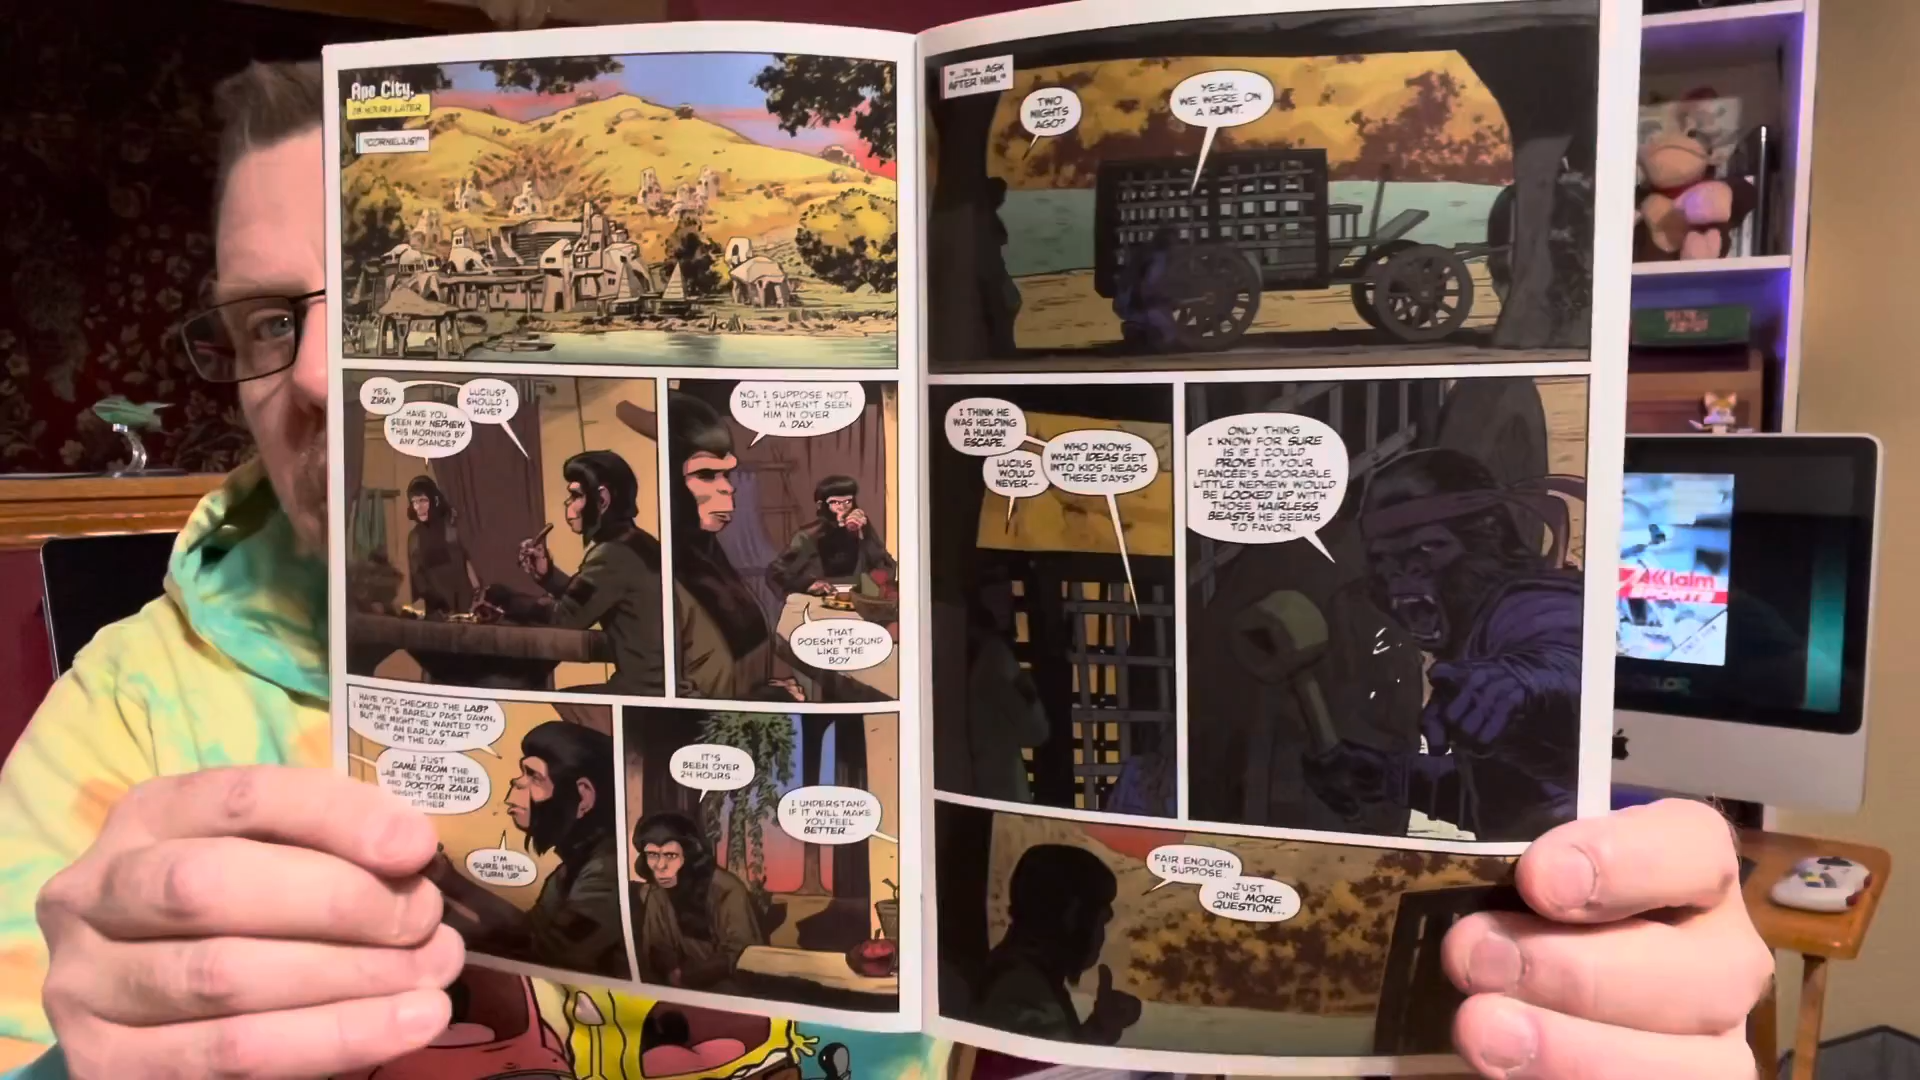 Ape City.
HOURS LATER.
"CORNELIUS?"
YES,
ZIRA?
HAVE YOU
SEEN MY NEPHEW
THIS MORNING BY
ANY CHANCE?
LUCIUS?
SHOULD I
HAVE?
NO, I SUPPOSE NOT.
BUT I HAVEN'T SEEN
HIM IN OVER
A DAY.
THAT
DOESN'T SOUND
LIKE THE
BOY.
HAVE YOU CHECKED THE LAB?
I KNOW IT'S BARELY PAST DAWN,
BUT HE MIGHT'VE WANTED TO
GET AN EARLY START
ON THE DAY.
I JUST
CAME FROM THE
LAB. HE'S NOT THERE
AND DOCTOR ZAIUS
HASN'T SEEN HIM
EITHER.
I'M
SURE HE'LL
TURN UP.
IT'S
BEEN OVER
24 HOURS...
I UNDERSTAND.
IF IT WILL MAKE
YOU FEEL
BETTER...
"...I'LL ASK
AFTER HIM."
TWO
NIGHTS
AGO?
YEAH.
WE WERE ON
A HUNT.
I THINK HE
WAS HELPING
A HUMAN
ESCAPE.
LUCIUS
WOULD
NEVER--
WHO KNOWS
WHAT IDEAS GET
INTO KIDS' HEADS
THESE DAYS?
ONLY THING
I KNOW FOR SURE
IS IF I COULD
PROVE IT, YOUR
FIANCÉE'S ADORABLE
LITTLE NEPHEW WOULD
BE LOCKED UP WITH
THOSE HAIRLESS
BEASTS HE SEEMS
TO FAVOR.
FAIR ENOUGH,
I SUPPOSE.
JUST
ONE MORE
QUESTION...
AKklaim
SPORTS